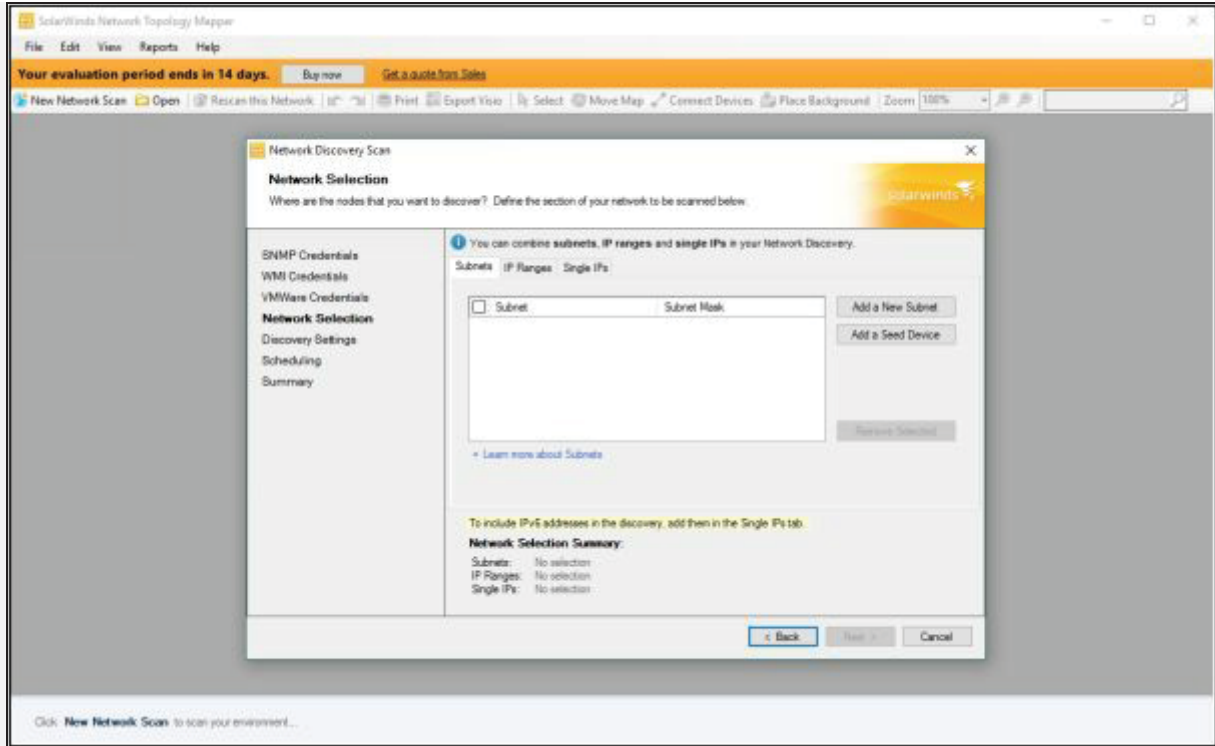 SolarWinds Network Topology Mapper
File Edit View Reports Help
Your evaluation period ends in 14 days. Buy now Get a quote from Sales
New Network Scan Open Rescan this Network Print Export Visio Select Move Map Connect Devices Place Background Zoom 100%
Network Discovery Scan
Network Selection
Where are the nodes that you want to discover? Define the section of your network to be scanned below.
solarwinds
SNMP Credentials
WMI Credentials
VMWare Credentials
Network Selection
Discovery Settings
Scheduling
Summary
You can combine subnets, IP ranges and single IPs in your Network Discovery.
Subnets IP Ranges Single IPs
Subnet Subnet Mask
Add a New Subnet
Add a Seed Device
Remove Selected
+ Learn more about Subnets
To include IPv6 addresses in the discovery, add them in the Single IPs tab.
Network Selection Summary:
Subnets: No selection
IP Ranges: No selection
Single IPs: No selection
< Back Next > Cancel
Click New Network Scan to scan your environment...